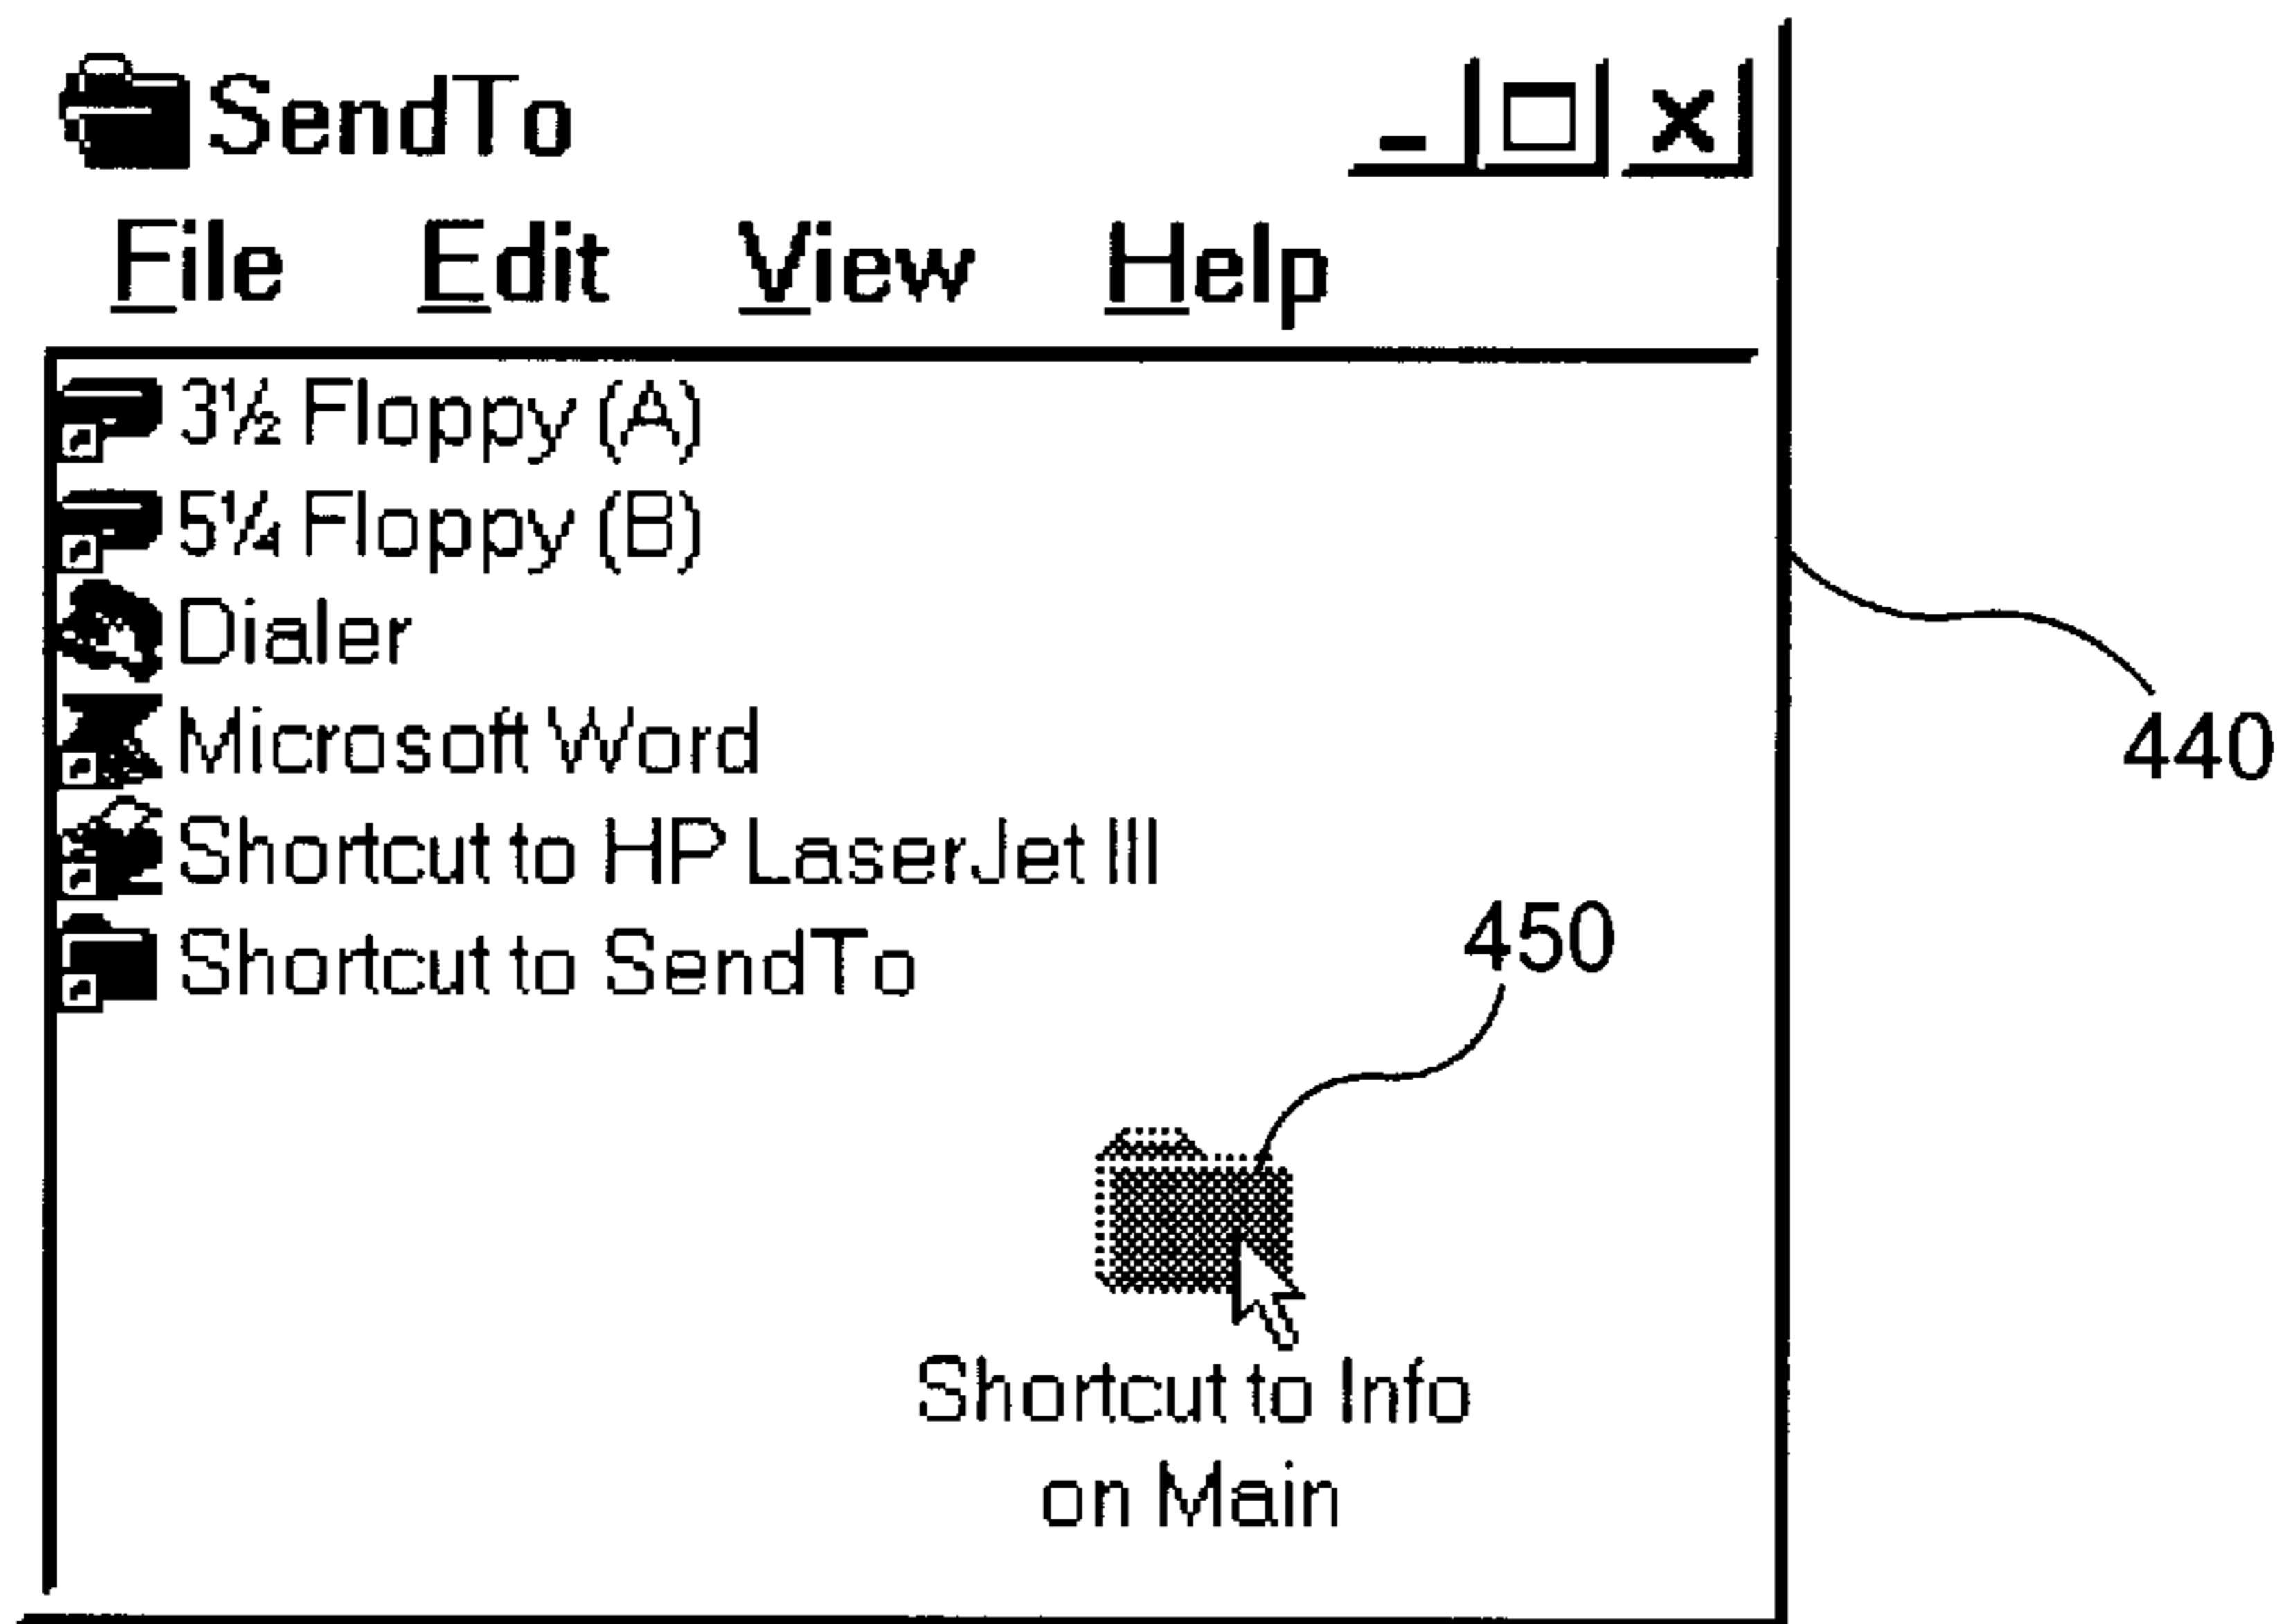 SendTo
File Edit View Help
3½ Floppy (A)
5¼ Floppy (B)
Dialer
440
Microsoft Word
Shortcut to HP LaserJet III
450
Shortcut to SendTo
Shortcut to Info
on Main